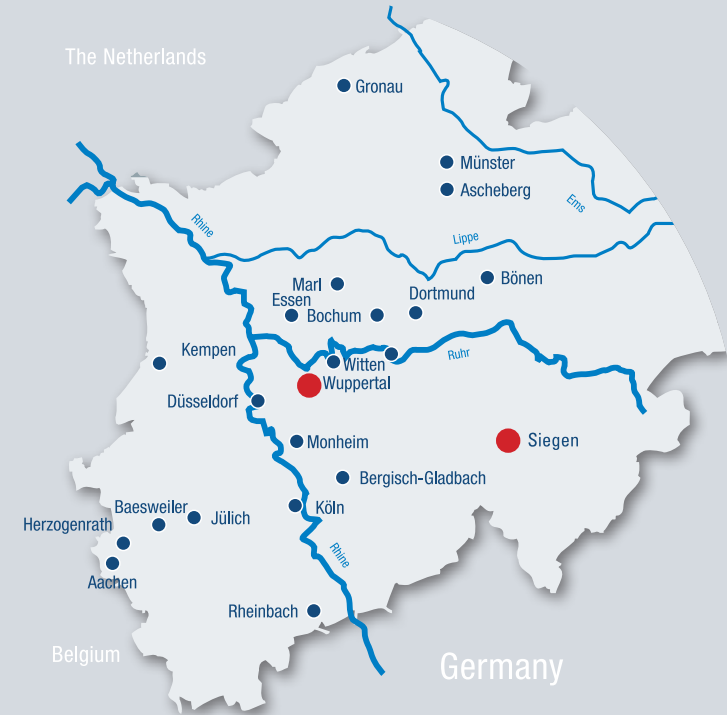 The Netherlands
Gronau
Münster
Ascheberg
Ems
Rhine
Lippe
Marl
Bönen
Essen
Dortmund
Bochum
Kempen
Witten
Ruhr
Wuppertal
Düsseldorf
Monheim
Siegen
Bergisch-Gladbach
Baesweiler
Köln
Jülich
Herzogenrath
Rhine
Aachen
Rheinbach
Belgium
Germany